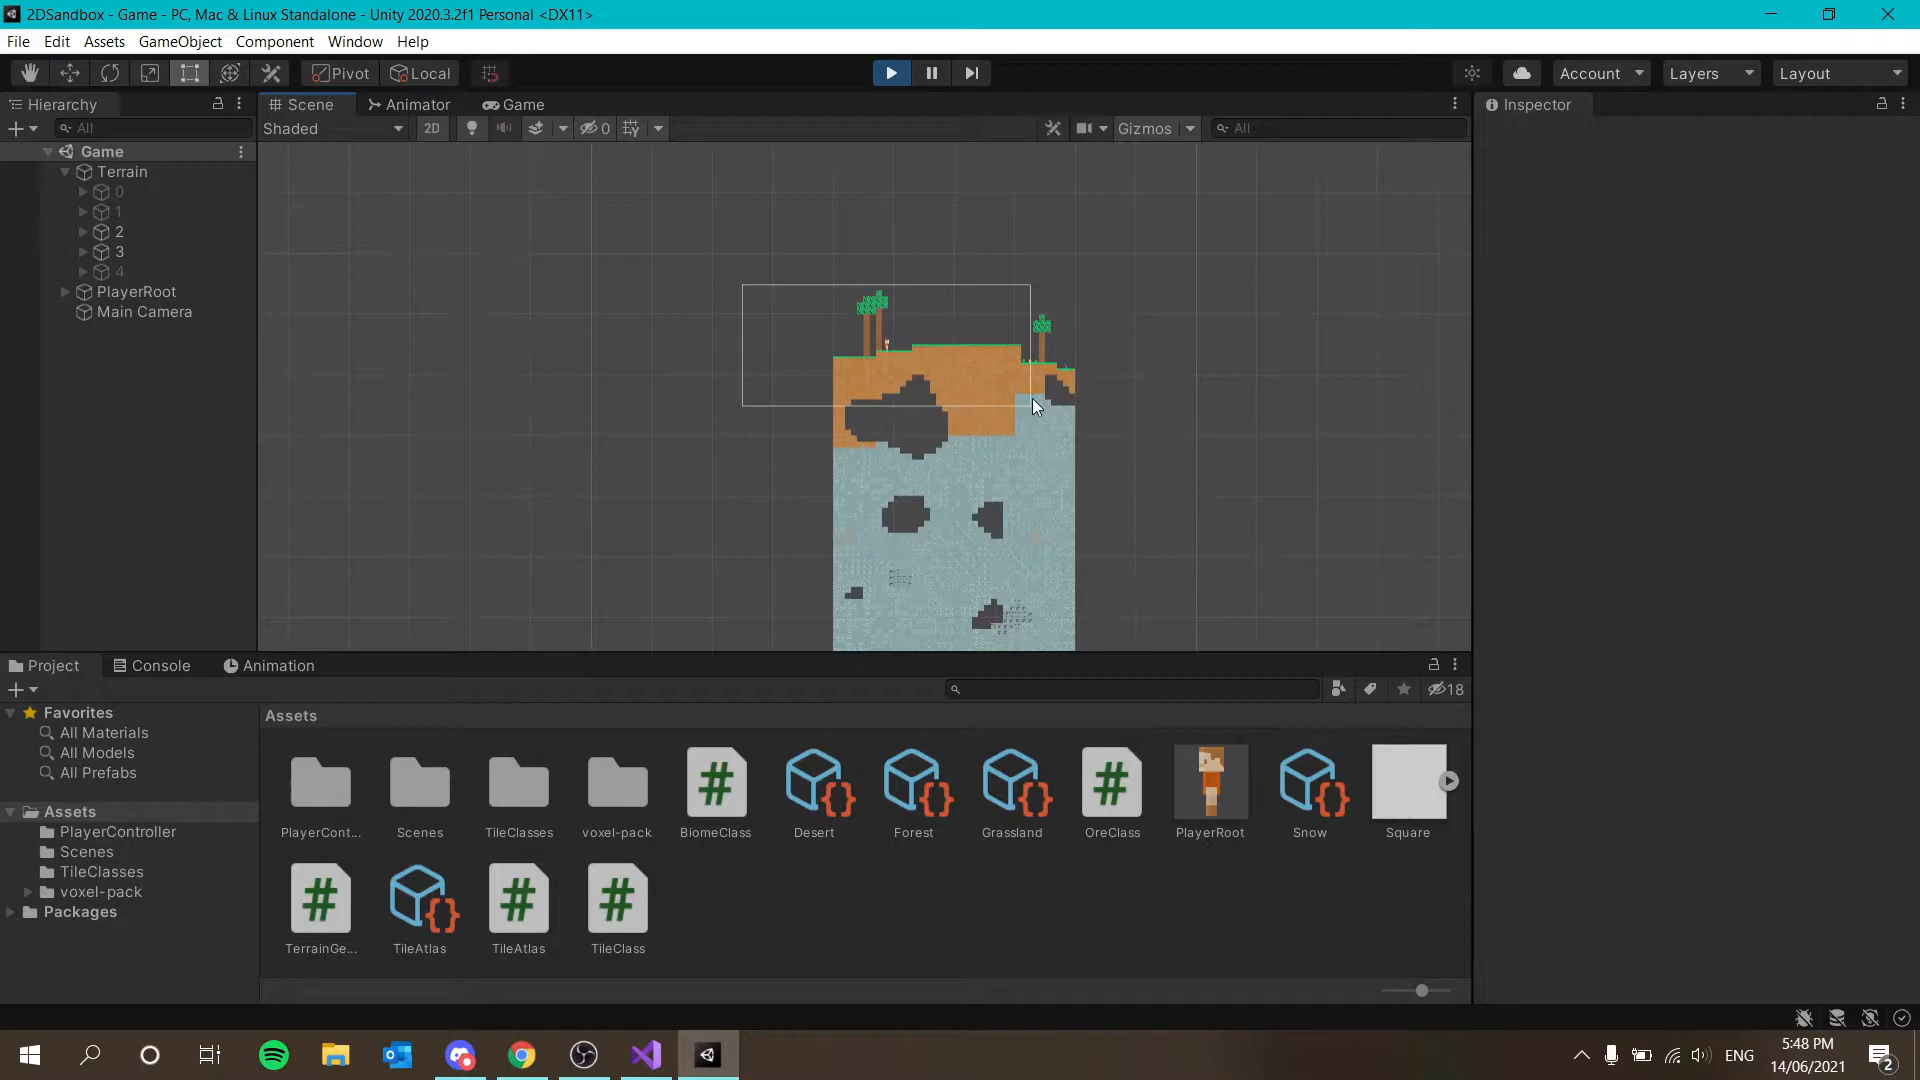 2DSandbox - Game - PC, Mac & Linux Standalone - Unity 2020.3.2f1 Personal <DX11>
File Edit Assets GameObject Component Window Help
Pivot Local Account Layers Layout
Hierarchy Scene Animator Game Inspector
All Shaded 2D 0 Gizmos All
Game
Terrain
0
1
2
3
4
PlayerRoot
Main Camera
Project Console Animation
18
Favorites
All Materials
All Models
All Prefabs
Assets
PlayerController
Scenes
TileClasses
voxel-pack
Packages
Assets
PlayerCont... Scenes TileClasses voxel-pack BiomeClass Desert Forest Grassland OreClass PlayerRoot Snow Square
TerrainGe... TileAtlas TileAtlas TileClass
ENG
5:48 PM
14/06/2021
2